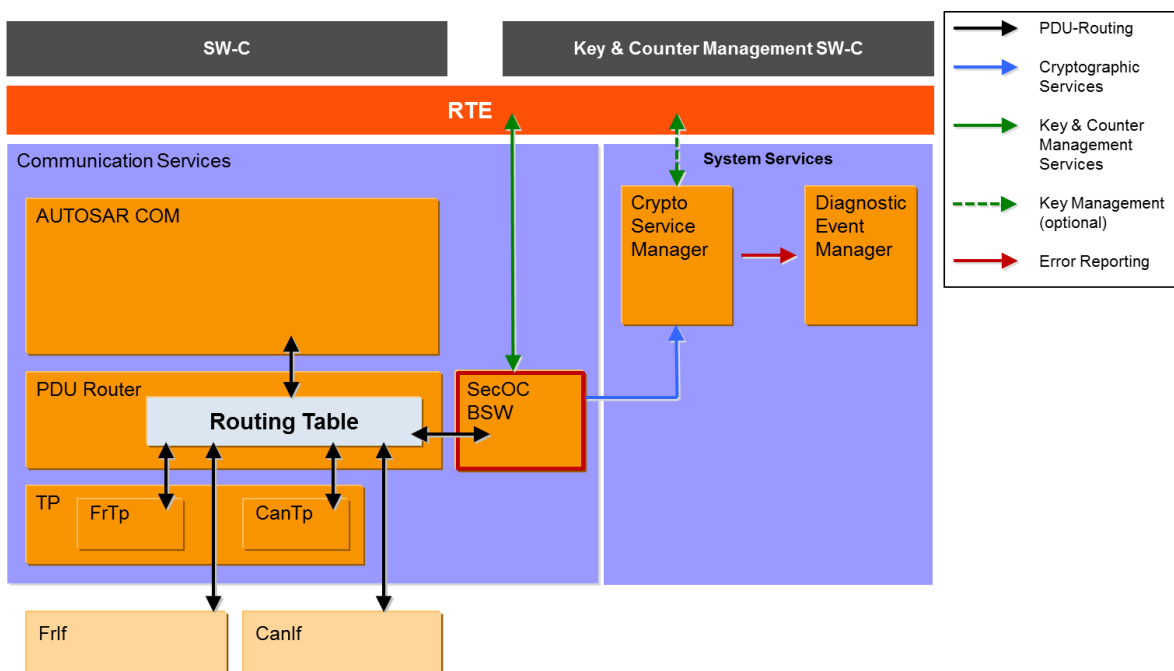 SW-C
Key & Counter Management SW-C
RTE
Communication Services
System Services
AUTOSAR COM
Crypto
Service
Manager
Diagnostic
Event
Manager
PDU Router
Routing Table
SecOC
BSW
TP
FrTp
CanTp
FrIf
CanIf
PDU-Routing
Cryptographic
Services
Key & Counter
Management
Services
Key Management
(optional)
Error Reporting